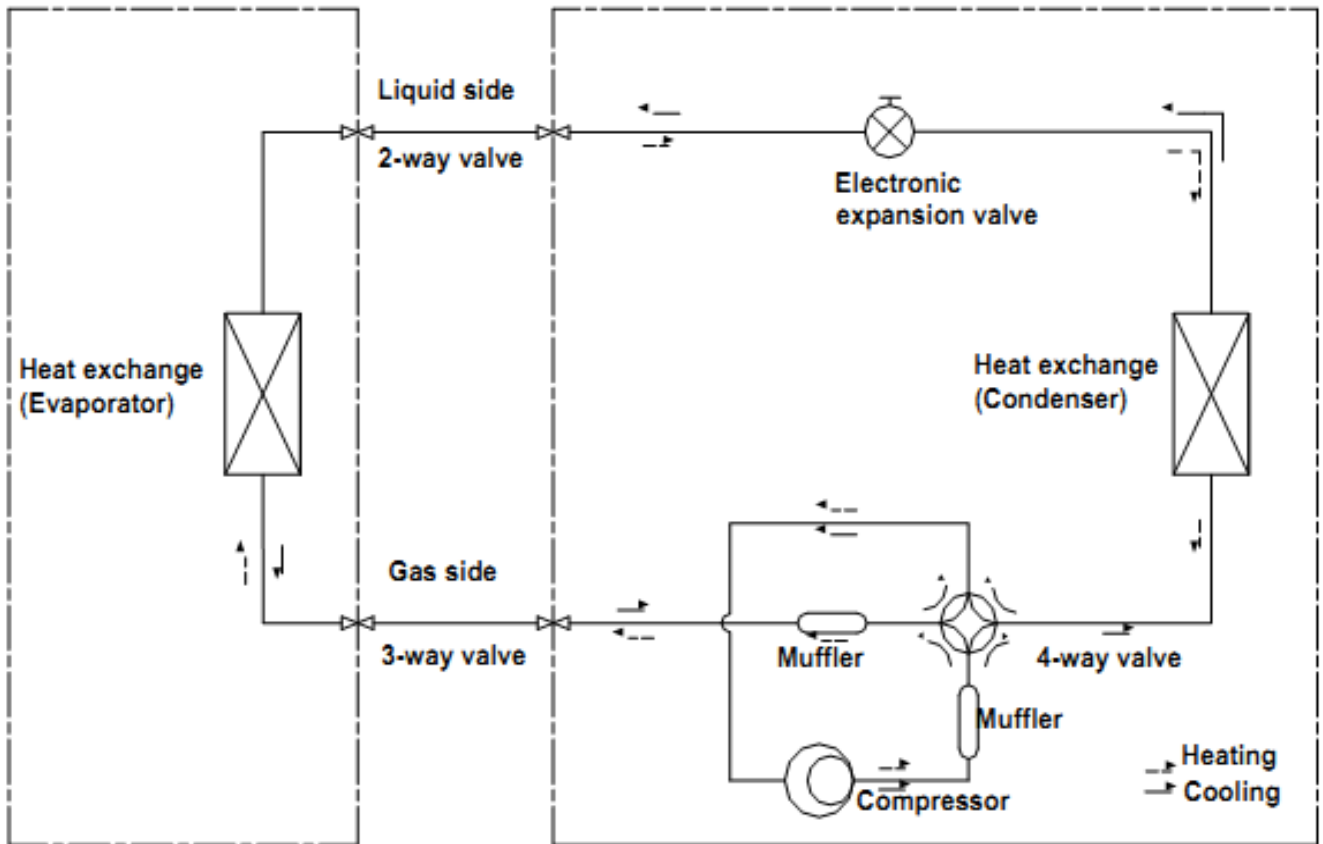 Liquid side
2-way valve
Electronic
expansion valve
Heat exchange
(Evaporator)
Heat exchange
(Condenser)
Gas side
3-way valve
Muffler
4-way valve
Muffler
Compressor
Heating
Cooling